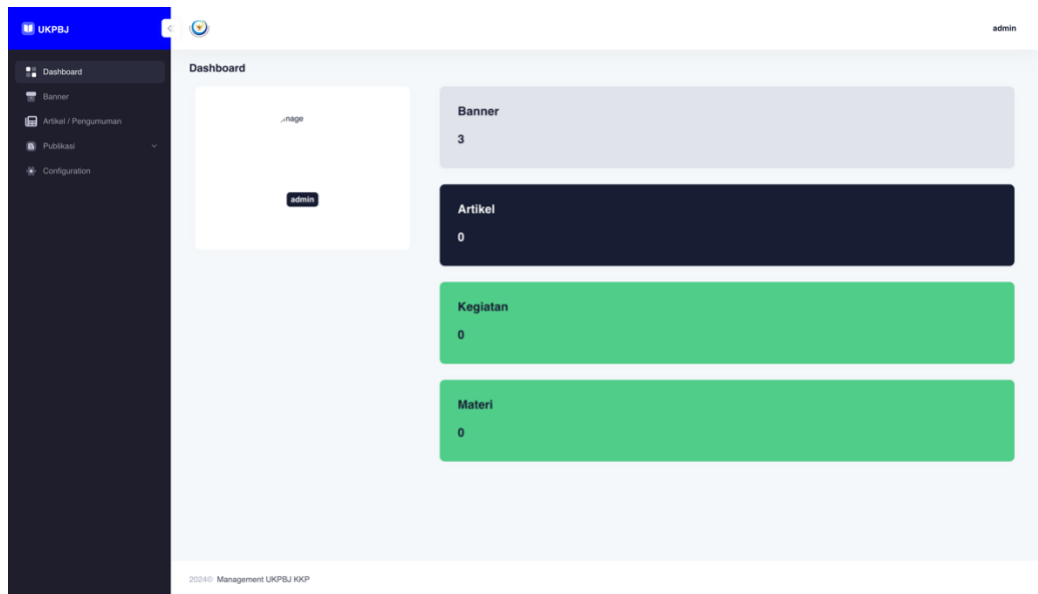 UKPBJ
admin
Dashboard
Banner
Artikel / Pengumuman
Publikasi
Configuration
Dashboard
admin
Banner
3
Artikel
0
Kegiatan
0
Materi
0
2024© Management UKPBJ KKP